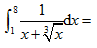 ∫₁⁸ 1/(x+∛x) dx =